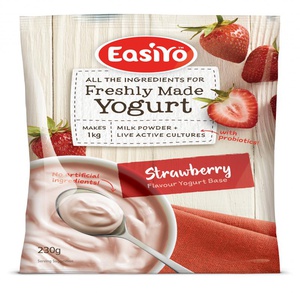 EasiYo
ALL THE INGREDIENTS FOR
Freshly Made
Yogurt
MAKES
1kg
MILK POWDER +
LIVE ACTIVE CULTURES
with
probiotics!
No artificial
ingredients!
Strawberry
Flavour Yogurt Base
230g